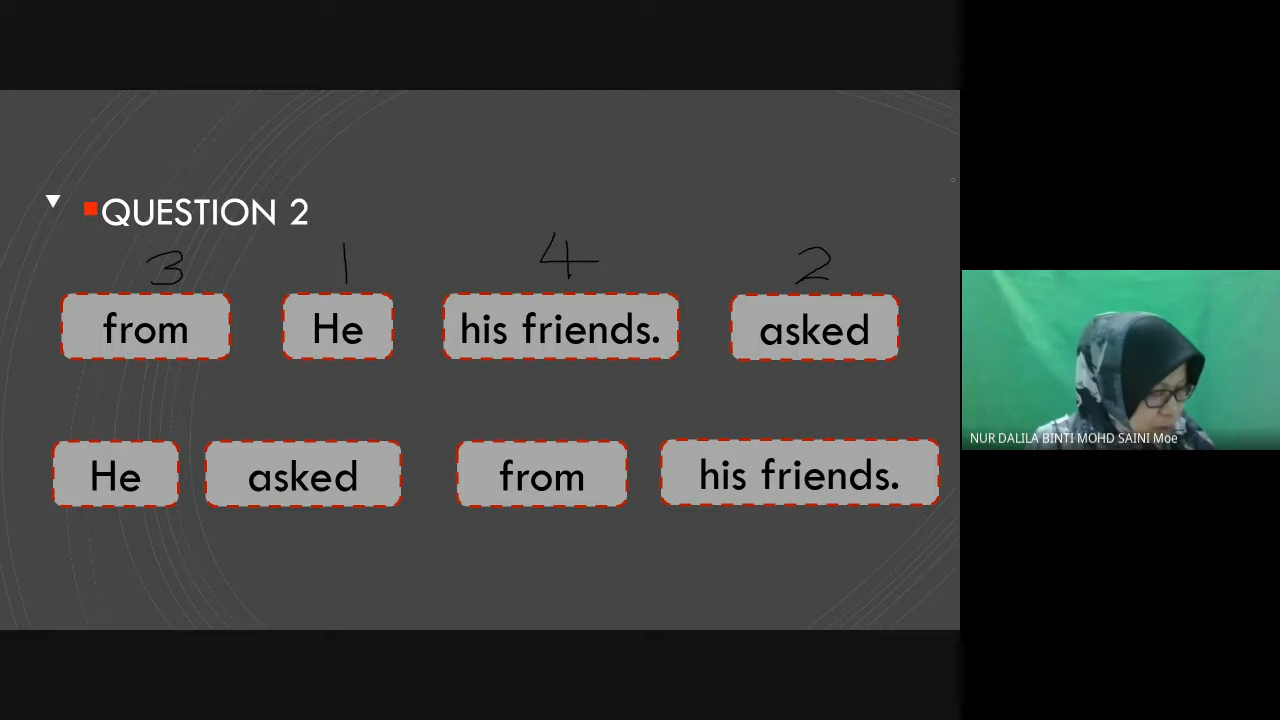 QUESTION 2
3 1 4 2
from He his friends. asked
He asked from his friends.
NUR DALILA BINTI MOHD SAINI Moe